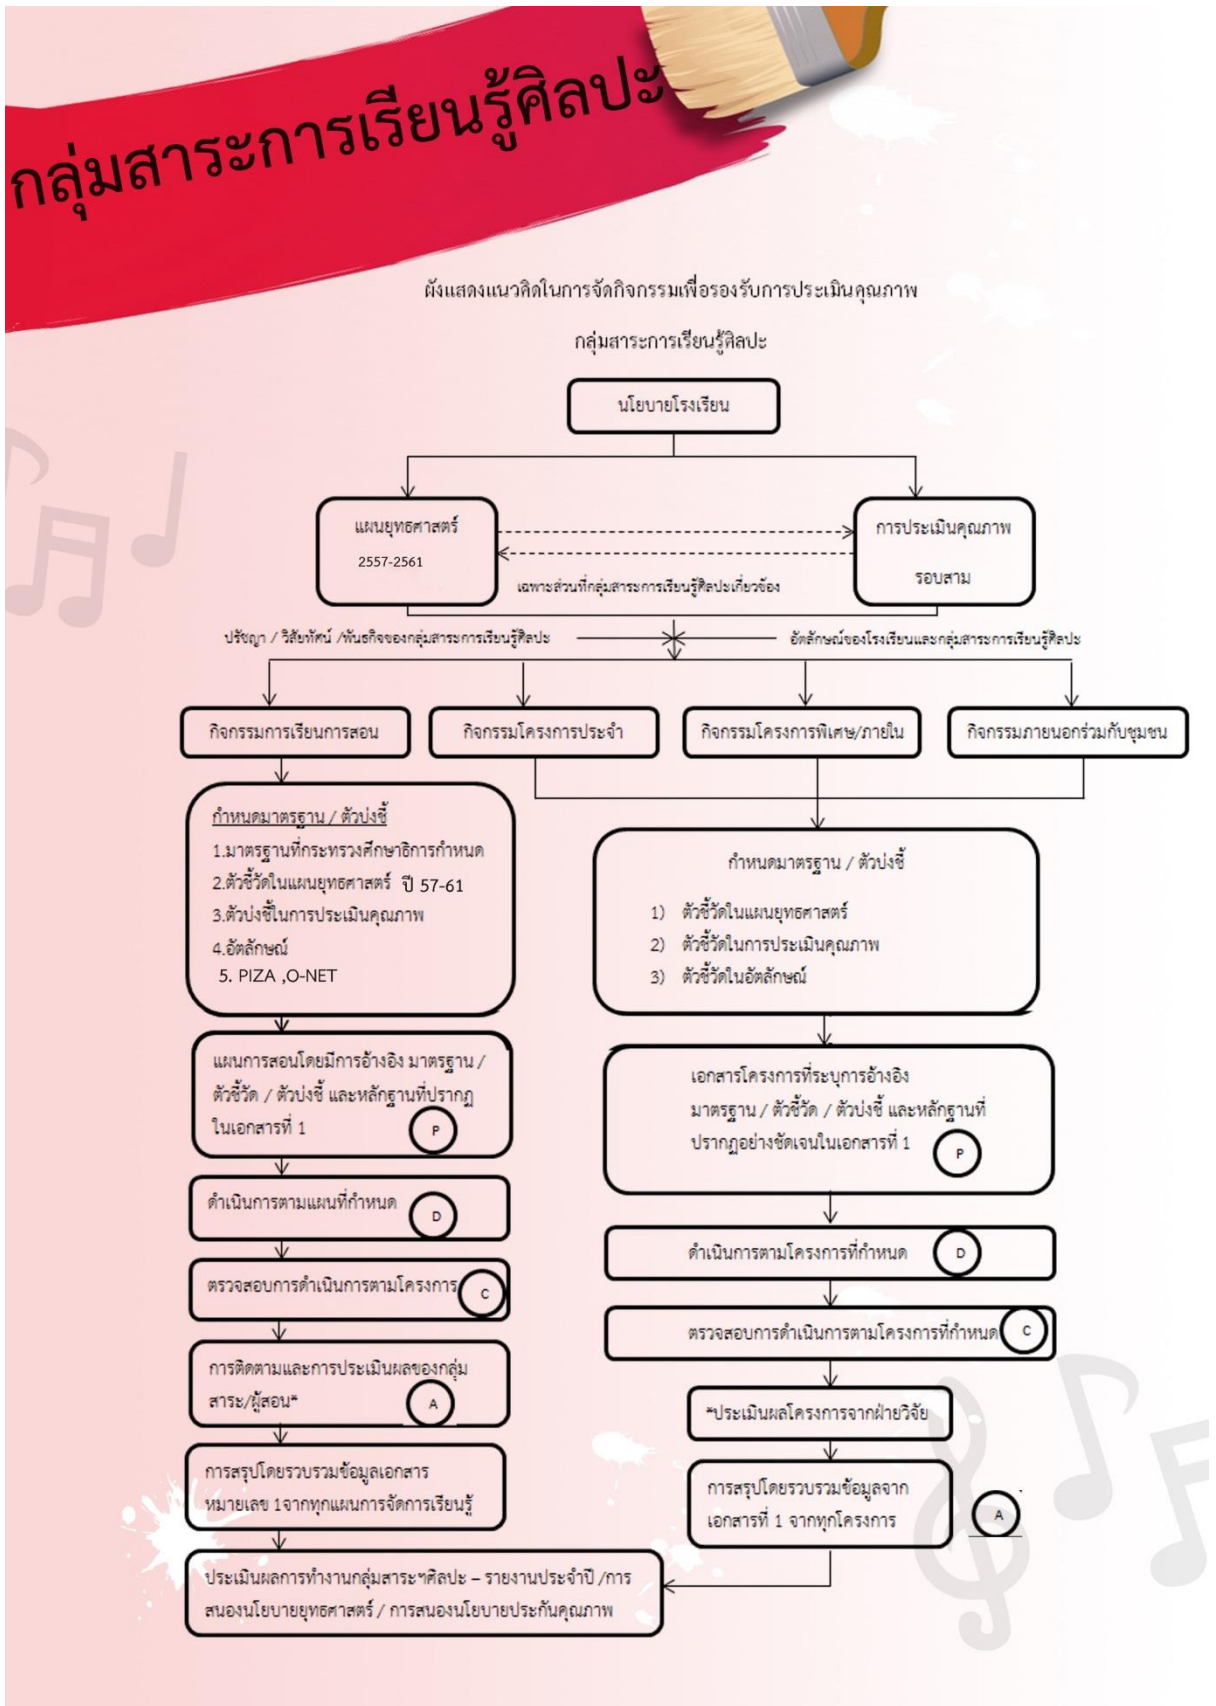 กลุ่มสาระการเรียนรู้ศิลปะ
ผังแสดงแนวคิดในการจัดกิจกรรมเพื่อรองรับการประเมินคุณภาพ
กลุ่มสาระการเรียนรู้ศิลปะ
นโยบายโรงเรียน
แผนยุทธศาสตร์
2557-2561
การประเมินคุณภาพ
รอบสาม
เฉพาะส่วนที่กลุ่มสาระการเรียนรู้ศิลปะเกี่ยวข้อง
ปรัชญา / วิสัยทัศน์ /พันธกิจของกลุ่มสาระการเรียนรู้ศิลปะ
อัตลักษณ์ของโรงเรียนและกลุ่มสาระการเรียนรู้ศิลปะ
กิจกรรมการเรียนการสอน
กิจกรรมโครงการประจำ
กิจกรรมโครงการพิเศษ/ภายใน
กิจกรรมภายนอกร่วมกับชุมชน
กำหนดมาตรฐาน / ตัวบ่งชี้
1.มาตรฐานที่กระทรวงศึกษาธิการกำหนด
2.ตัวชี้วัดในแผนยุทธศาสตร์ ปี 57-61
3.ตัวบ่งชี้ในการประเมินคุณภาพ
4.อัตลักษณ์
5. PIZA ,O-NET
กำหนดมาตรฐาน / ตัวบ่งชี้
1) ตัวชี้วัดในแผนยุทธศาสตร์
2) ตัวชี้วัดในการประเมินคุณภาพ
3) ตัวชี้วัดในอัตลักษณ์
แผนการสอนโดยมีการอ้างอิง มาตรฐาน /
ตัวชี้วัด / ตัวบ่งชี้ และหลักฐานที่ปรากฏ
ในเอกสารที่ 1
P
เอกสารโครงการที่ระบุการอ้างอิง
มาตรฐาน / ตัวชี้วัด / ตัวบ่งชี้ และหลักฐานที่
ปรากฏอย่างชัดเจนในเอกสารที่ 1
P
ดำเนินการตามแผนที่กำหนด
D
ดำเนินการตามโครงการที่กำหนด
D
ตรวจสอบการดำเนินการตามโครงการ
C
ตรวจสอบการดำเนินการตามโครงการที่กำหนด
C
การติดตามและการประเมินผลของกลุ่ม
สาระ/ผู้สอน*
A
*ประเมินผลโครงการจากฝ่ายวิจัย
การสรุปโดยรวบรวมข้อมูลเอกสาร
หมายเลข 1จากทุกแผนการจัดการเรียนรู้
การสรุปโดยรวบรวมข้อมูลจาก
เอกสารที่ 1 จากทุกโครงการ
A
ประเมินผลการทำงานกลุ่มสาระฯศิลปะ – รายงานประจำปี /การ
สนองนโยบายยุทธศาสตร์ / การสนองนโยบายประกันคุณภาพ